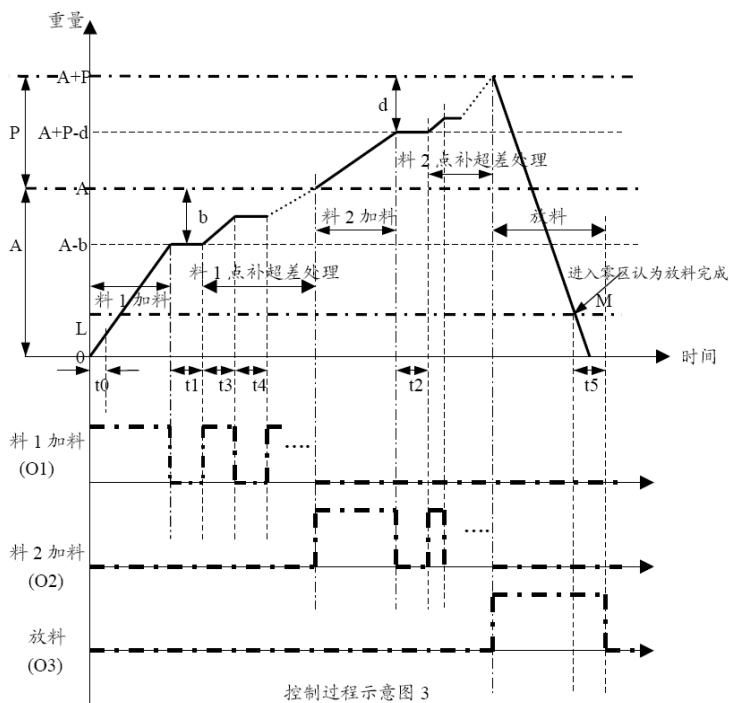 重量
A+P
d
P
A+P-d
料 2 点补超差处理
A
b
料 2 加料
放料
A
A-b
料 1 点补超差处理
进入零区认为放料完成
料 1 加料
M
L
0
时间
t0
t1
t3
t4
t2
t5
料 1 加料
(O1)
....
料 2 加料
(O2)
....
放料
(O3)
控制过程示意图 3